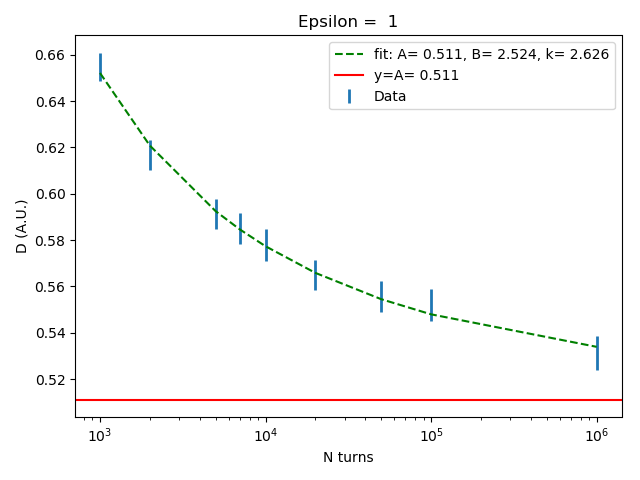 Epsilon =  1
fit: A= 0.511, B= 2.524, k= 2.626
y=A= 0.511
Data
D (A.U.)
0.66
0.64
0.62
0.60
0.58
0.56
0.54
0.52
10³ 10⁴ 10⁵ 10⁶
N turns